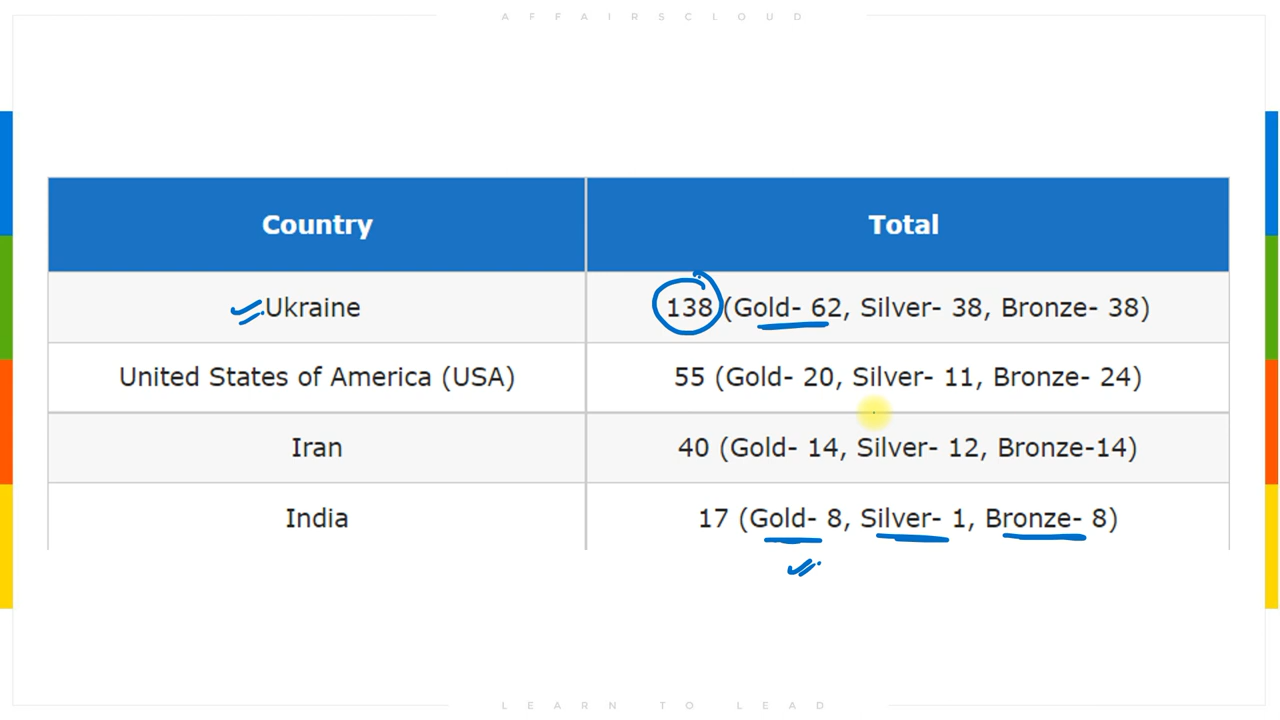 AFFAIRSCLOUD
Country Total
Ukraine 138 (Gold- 62, Silver- 38, Bronze- 38)
United States of America (USA) 55 (Gold- 20, Silver- 11, Bronze- 24)
Iran 40 (Gold- 14, Silver- 12, Bronze-14)
India 17 (Gold- 8, Silver- 1, Bronze- 8)
LEARN TO LEAD